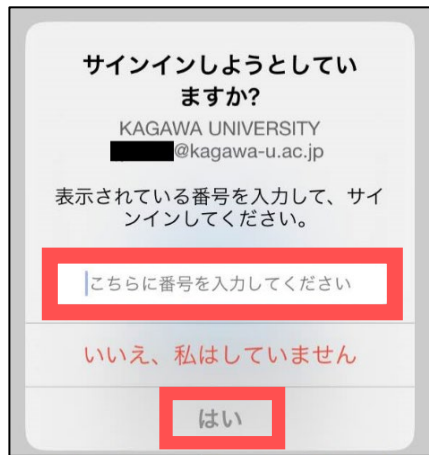 サインインしようとしてい
ますか?
KAGAWA UNIVERSITY
@kagawa-u.ac.jp
表示されている番号を入力して、サイ
ンインしてください。
こちらに番号を入力してください
いいえ、私はしていません
はい